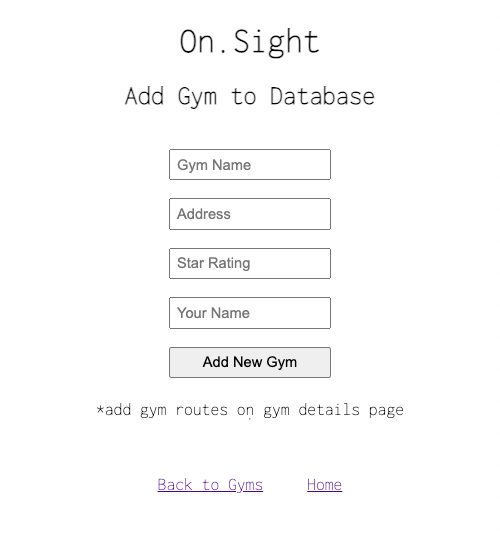 On.Sight
Add Gym to Database
Gym Name
Address
Star Rating
Your Name
Add New Gym
*add gym routes on gym details page
Back to Gyms Home